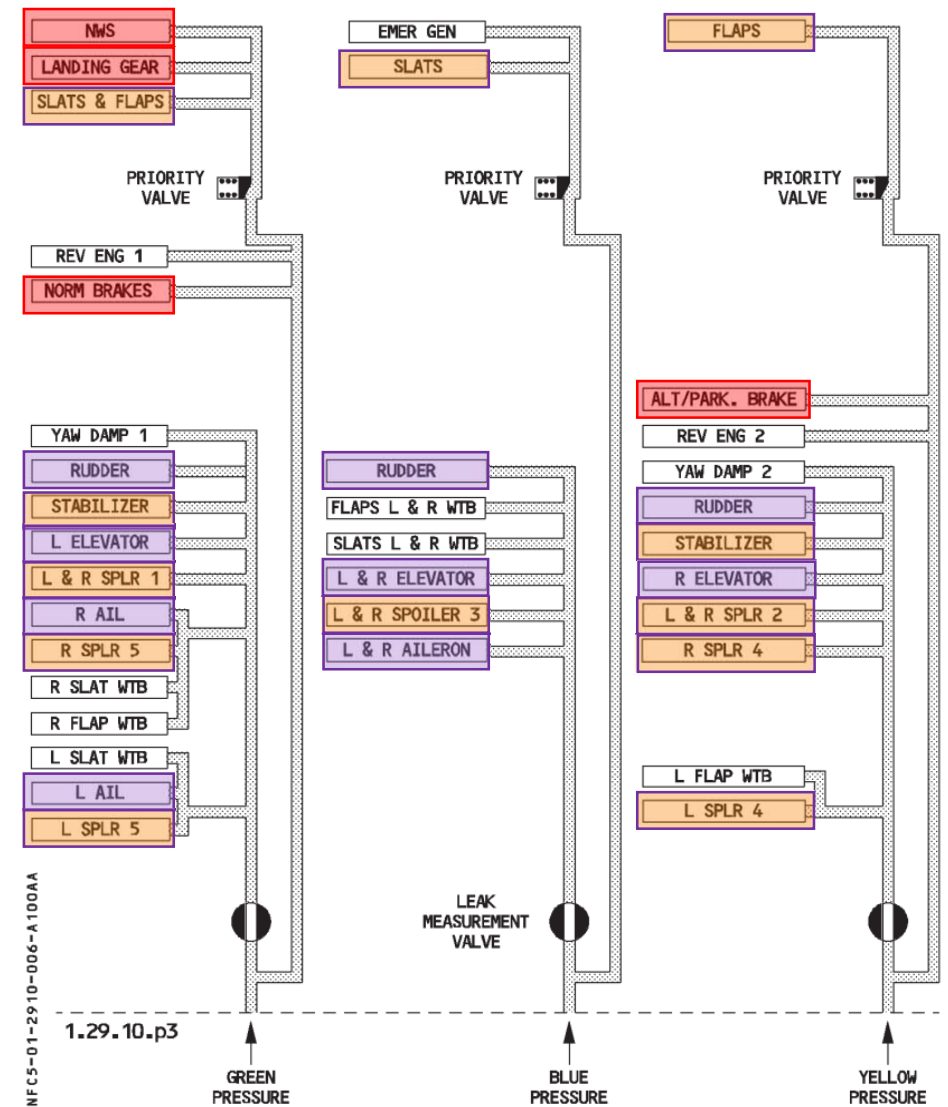 NWS
LANDING GEAR
SLATS & FLAPS
PRIORITY
VALVE
REV ENG 1
NORM BRAKES
YAW DAMP 1
RUDDER
STABILIZER
L ELEVATOR
L & R SPLR 1
R AIL
R SPLR 5
R SLAT WTB
R FLAP WTB
L SLAT WTB
L AIL
L SPLR 5
GREEN
PRESSURE
EMER GEN
SLATS
PRIORITY
VALVE
RUDDER
FLAPS L & R WTB
SLATS L & R WTB
L & R ELEVATOR
L & R SPOILER 3
L & R AILERON
LEAK
MEASUREMENT
VALVE
BLUE
PRESSURE
FLAPS
PRIORITY
VALVE
ALT/PARK. BRAKE
REV ENG 2
YAW DAMP 2
RUDDER
STABILIZER
R ELEVATOR
L & R SPLR 2
R SPLR 4
L FLAP WTB
L SPLR 4
YELLOW
PRESSURE
1.29.10.p3
NFC5-01-2910-006-A100AA